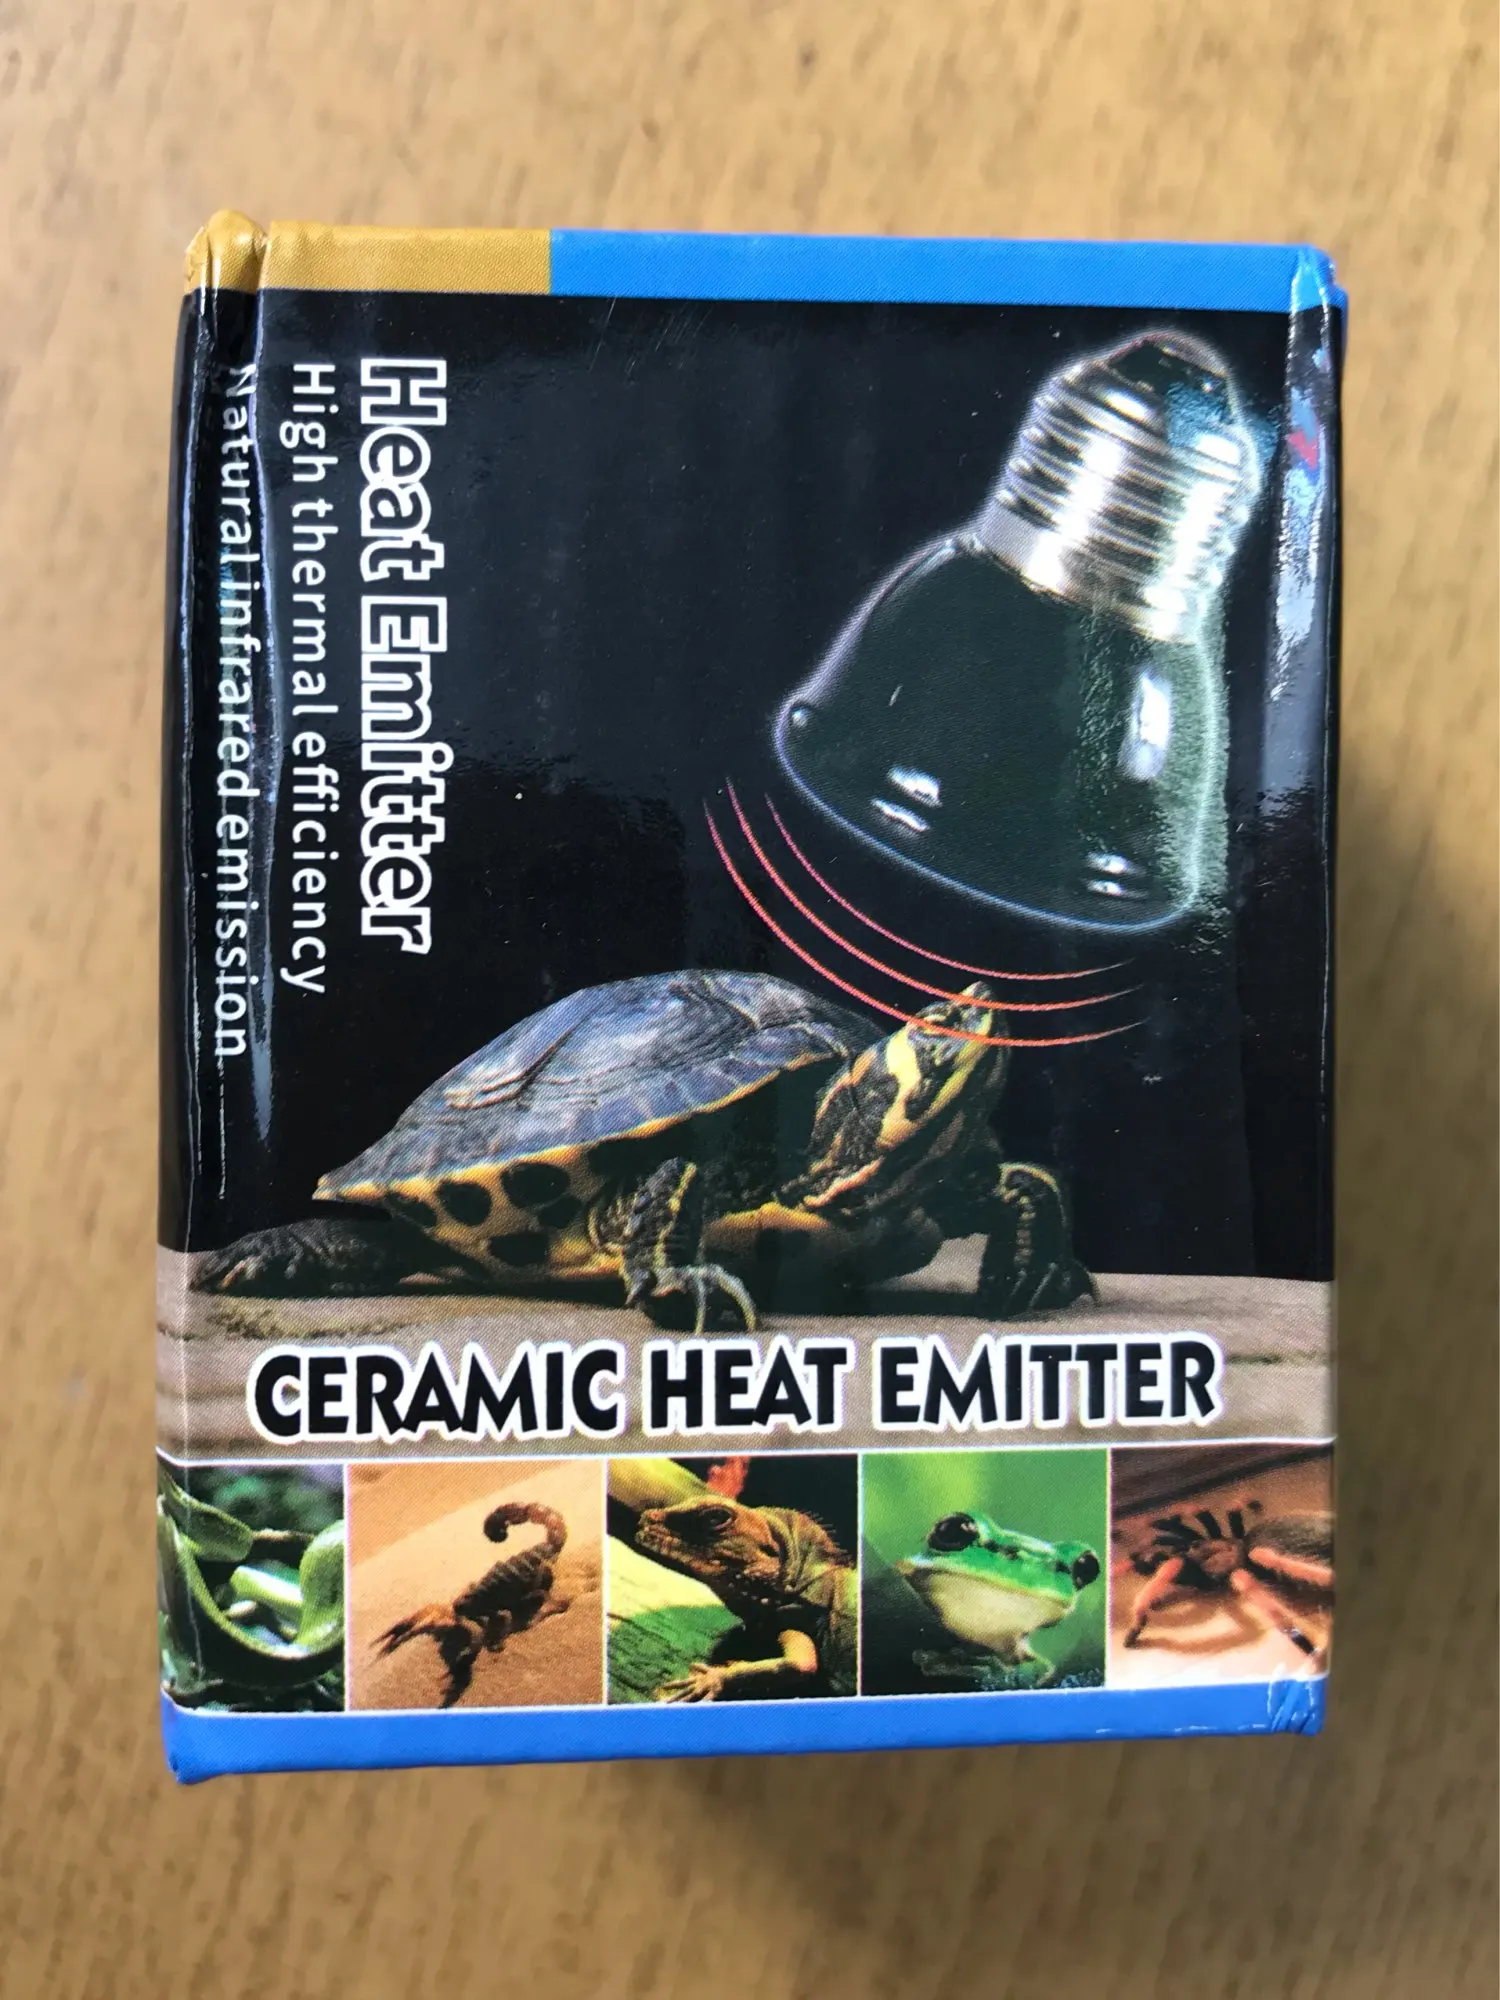 Heat Emitter
High thermal efficiency
Natural infrared emission
CERAMIC HEAT EMITTER